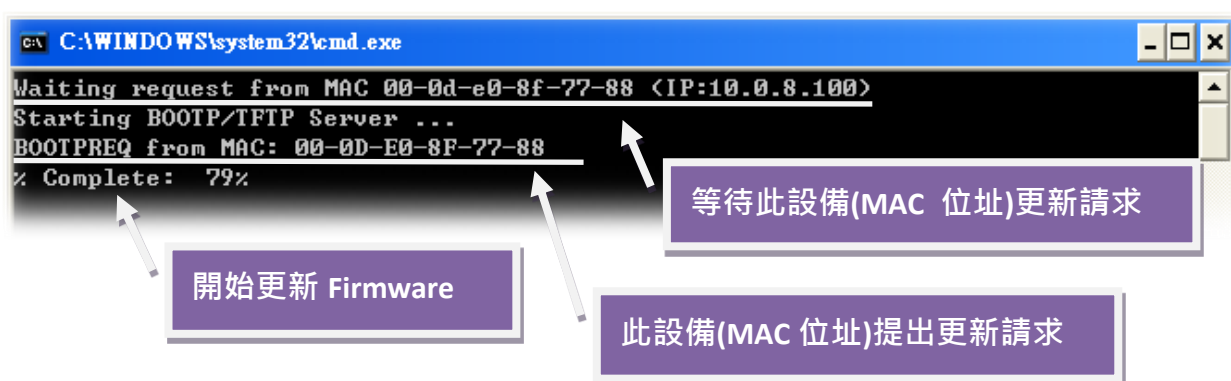 C:\WINDOWS\system32\cmd.exe
Waiting request from MAC 00-0d-e0-8f-77-88 (IP:10.0.8.100)
Starting BOOTP/TFTP Server ...
BOOTPREQ from MAC: 00-0D-E0-8F-77-88
% Complete: 79%
等待此設備(MAC 位址)更新請求
開始更新 Firmware
此設備(MAC 位址)提出更新請求